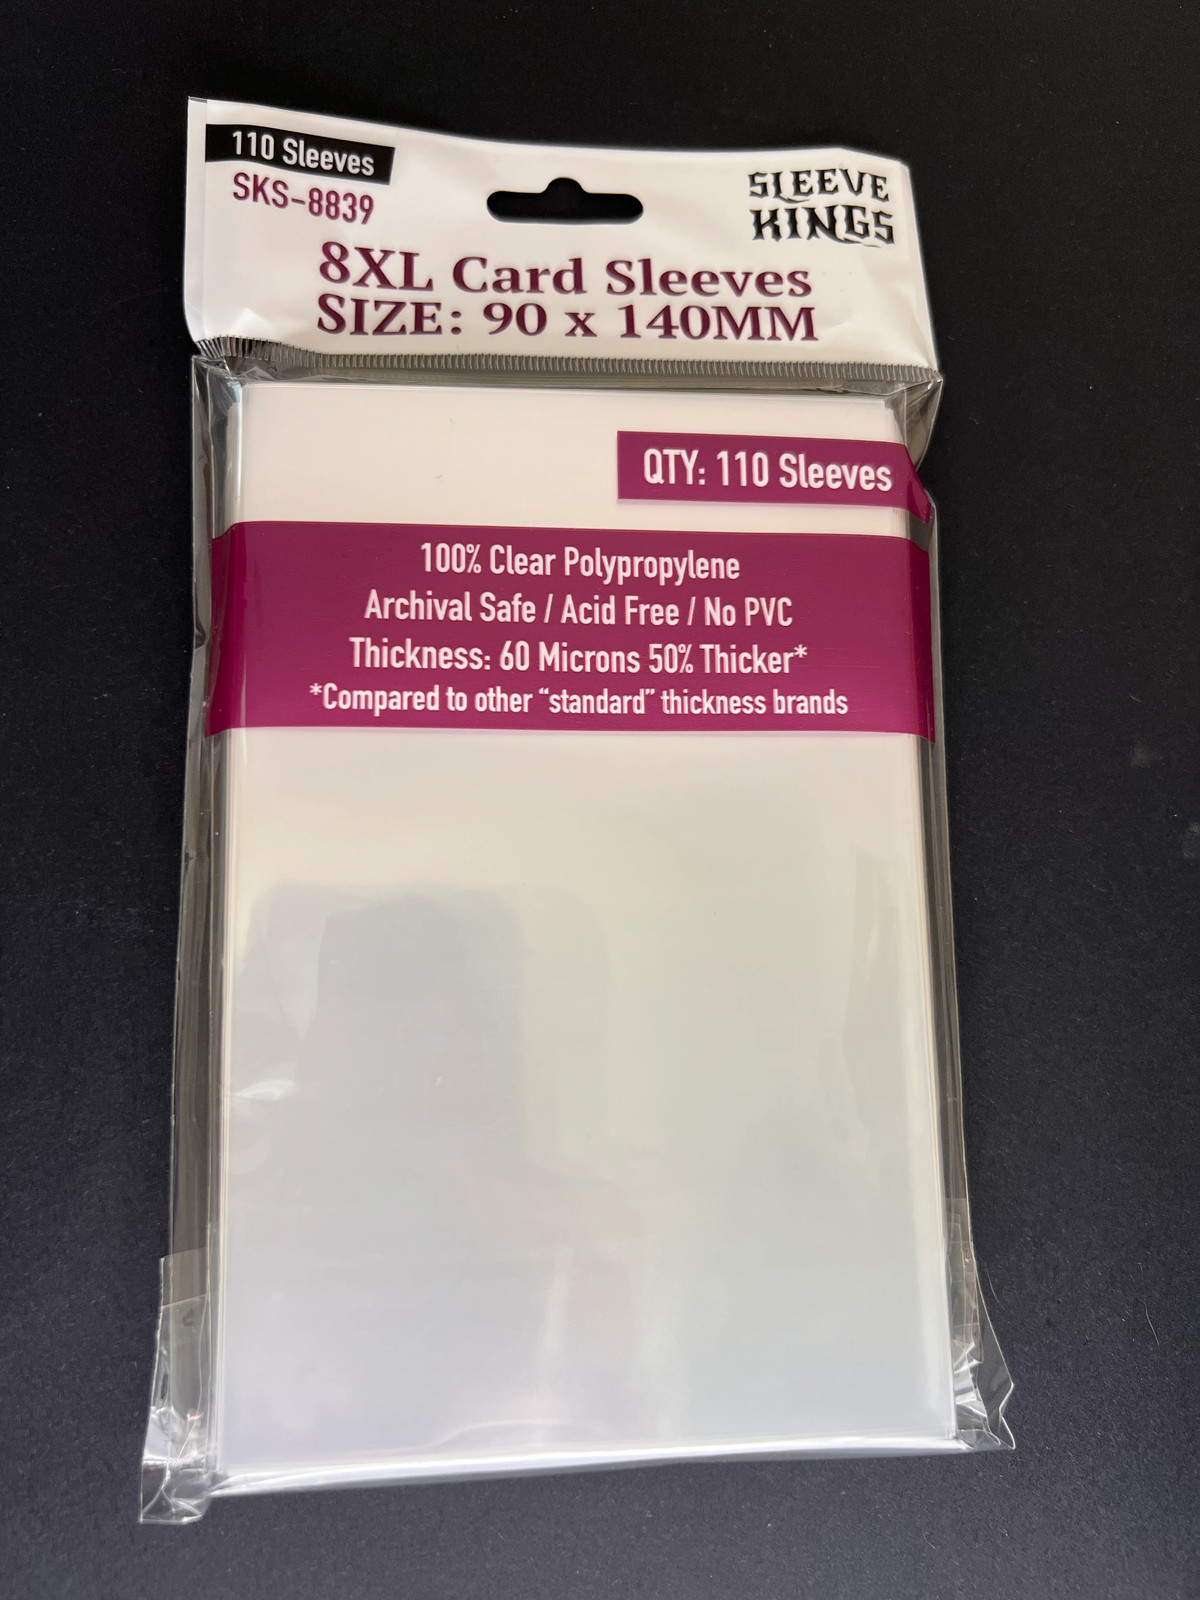 110 Sleeves
SKS-8839
SLEEVE
KINGS
8XL Card Sleeves
SIZE: 90 x 140MM
QTY: 110 Sleeves
100% Clear Polypropylene
Archival Safe / Acid Free / No PVC
Thickness: 60 Microns 50% Thicker*
*Compared to other “standard” thickness brands